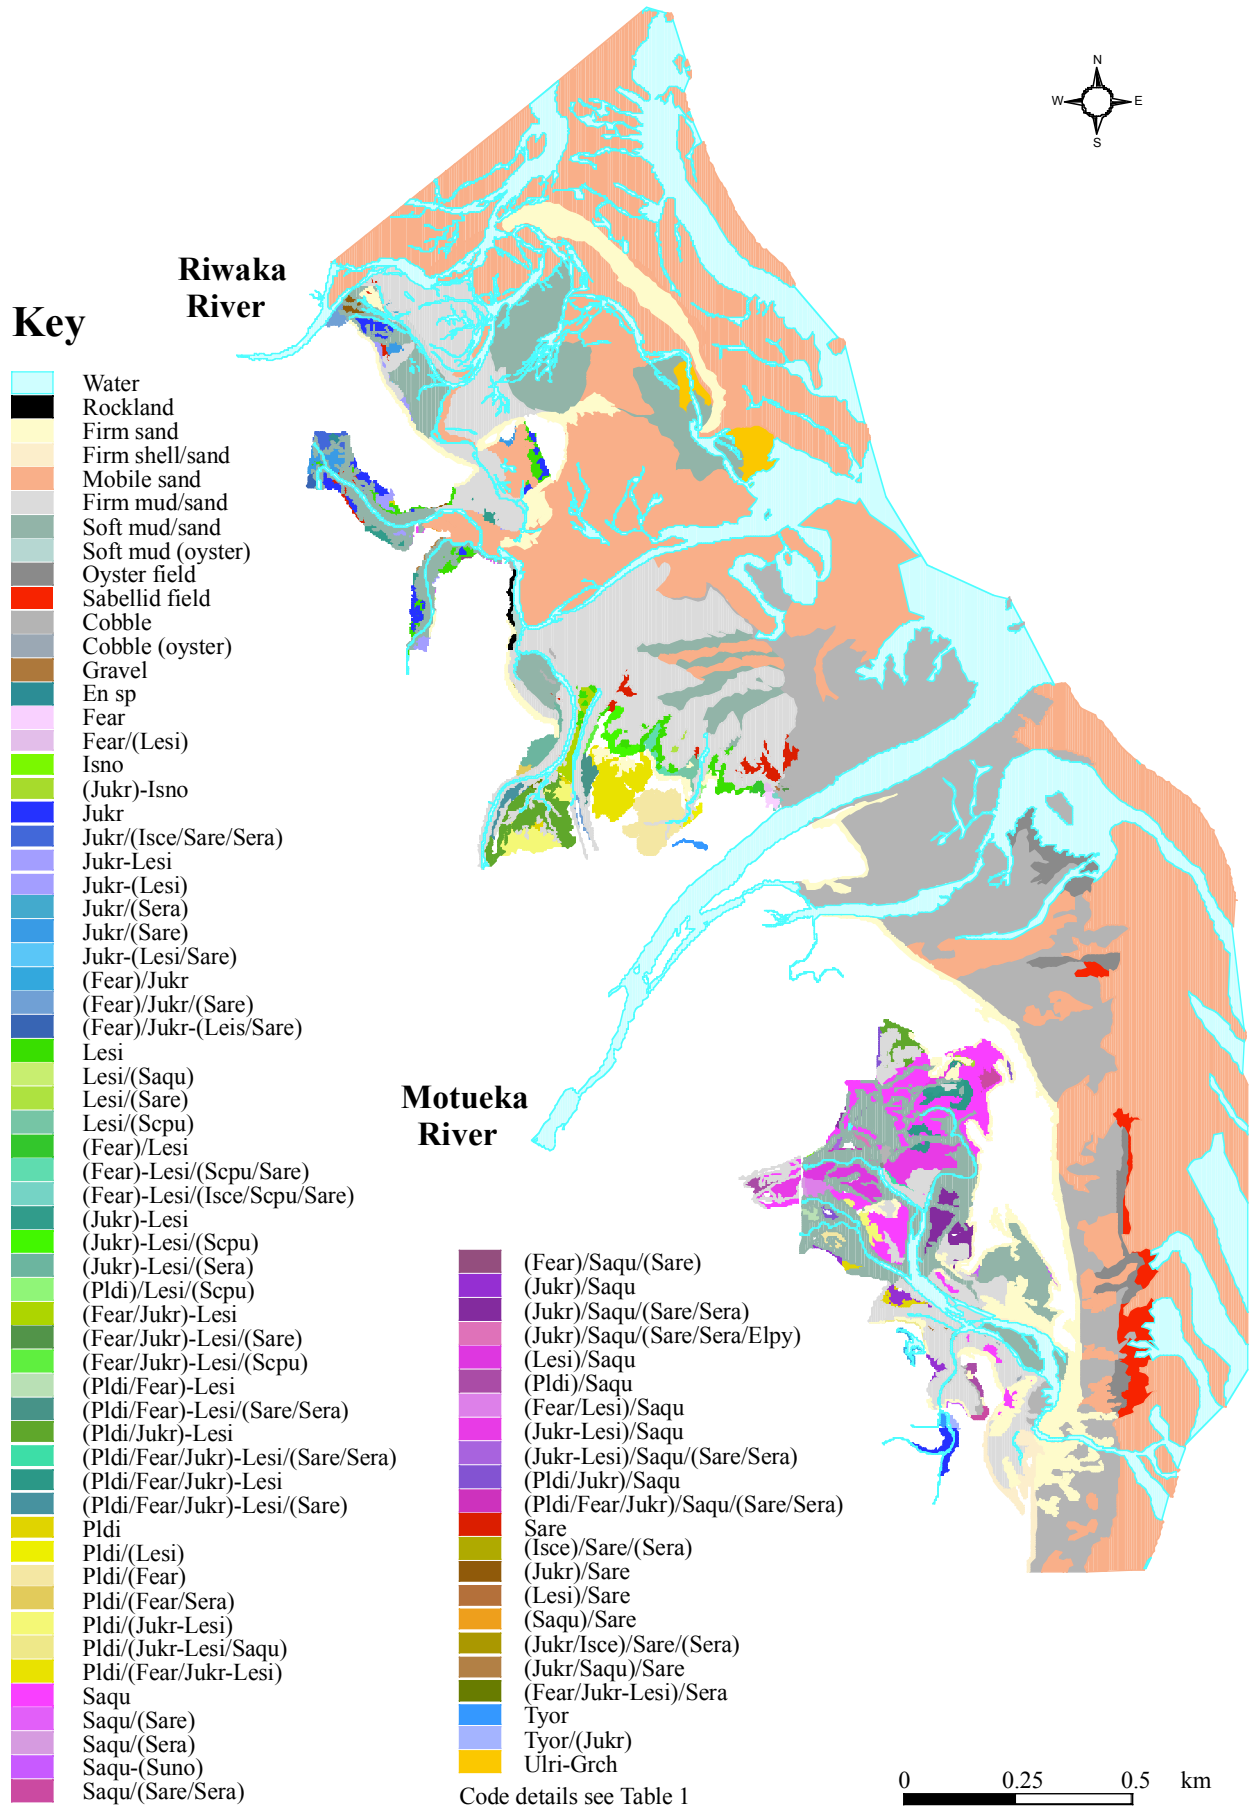 N
W
E
S
Riwaka
River
Key
Water
Rockland
Firm sand
Firm shell/sand
Mobile sand
Firm mud/sand
Soft mud/sand
Soft mud (oyster)
Oyster field
Sabellid field
Cobble
Cobble (oyster)
Gravel
En sp
Fear
Fear/(Lesi)
Isno
(Jukr)-Isno
Jukr
Jukr/(Isce/Sare/Sera)
Jukr-Lesi
Jukr-(Lesi)
Jukr/(Sera)
Jukr/(Sare)
Jukr-(Lesi/Sare)
(Fear)/Jukr
(Fear)/Jukr/(Sare)
(Fear)/Jukr-(Leis/Sare)
Lesi
Lesi/(Saqu)
Lesi/(Sare)
Lesi/(Scpu)
(Fear)/Lesi
(Fear)-Lesi/(Scpu/Sare)
(Fear)-Lesi/(Isce/Scpu/Sare)
(Jukr)-Lesi
(Jukr)-Lesi/(Scpu)
(Jukr)-Lesi/(Sera)
(Pldi)/Lesi/(Scpu)
(Fear/Jukr)-Lesi
(Fear/Jukr)-Lesi/(Sare)
(Fear/Jukr)-Lesi/(Scpu)
(Pldi/Fear)-Lesi
(Pldi/Fear)-Lesi/(Sare/Sera)
(Pldi/Jukr)-Lesi
(Pldi/Fear/Jukr)-Lesi/(Sare/Sera)
(Pldi/Fear/Jukr)-Lesi
(Pldi/Fear/Jukr)-Lesi/(Sare)
Pldi
Pldi/(Lesi)
Pldi/(Fear)
Pldi/(Fear/Sera)
Pldi/(Jukr-Lesi)
Pldi/(Jukr-Lesi/Saqu)
Pldi/(Fear/Jukr-Lesi)
Saqu
Saqu/(Sare)
Saqu/(Sera)
Saqu-(Suno)
Saqu/(Sare/Sera)
Motueka
River
(Fear)/Saqu/(Sare)
(Jukr)/Saqu
(Jukr)/Saqu/(Sare/Sera)
(Jukr)/Saqu/(Sare/Sera/Elpy)
(Lesi)/Saqu
(Pldi)/Saqu
(Fear/Lesi)/Saqu
(Jukr-Lesi)/Saqu
(Jukr-Lesi)/Saqu/(Sare/Sera)
(Pldi/Jukr)/Saqu
(Pldi/Fear/Jukr)/Saqu/(Sare/Sera)
Sare
(Isce)/Sare/(Sera)
(Jukr)/Sare
(Lesi)/Sare
(Saqu)/Sare
(Jukr/Isce)/Sare/(Sera)
(Jukr/Saqu)/Sare
(Fear/Jukr-Lesi)/Sera
Tyor
Tyor/(Jukr)
Ulri-Grch
Code details see Table 1
0 0.25 0.5 km